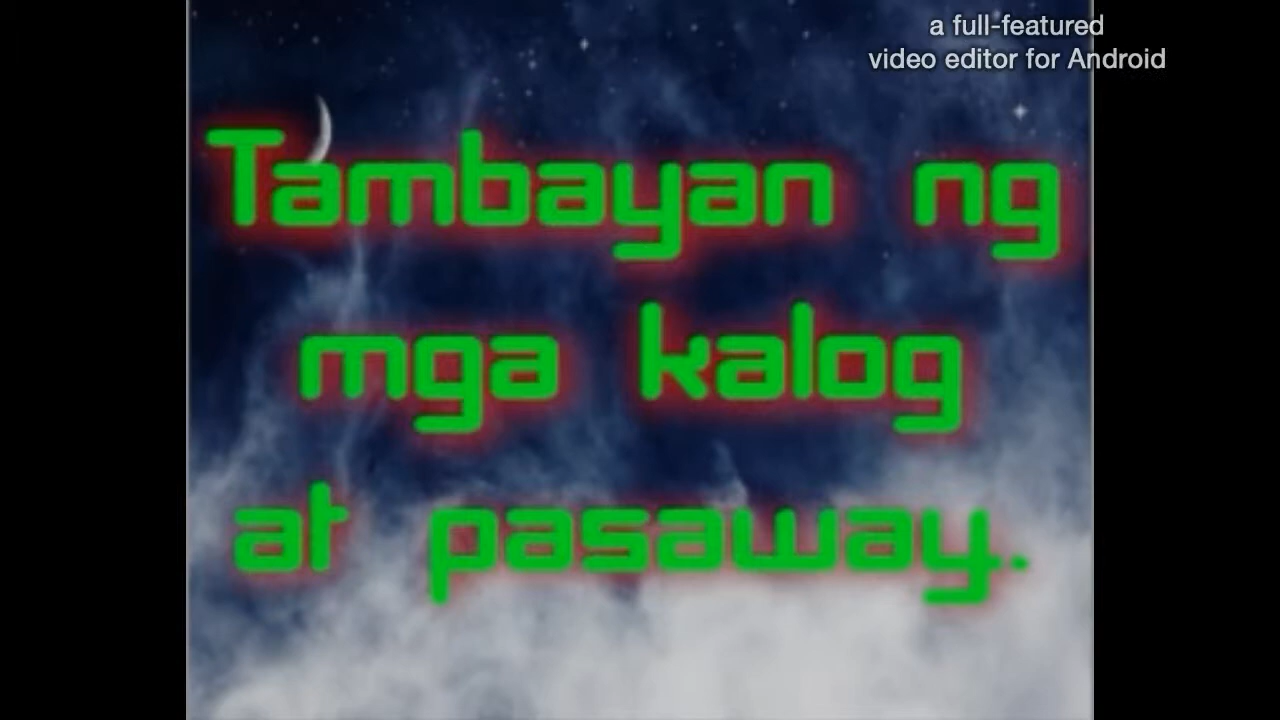 a full-featured
video editor for Android
Tambayan ng
mga kalog
at pasaway.